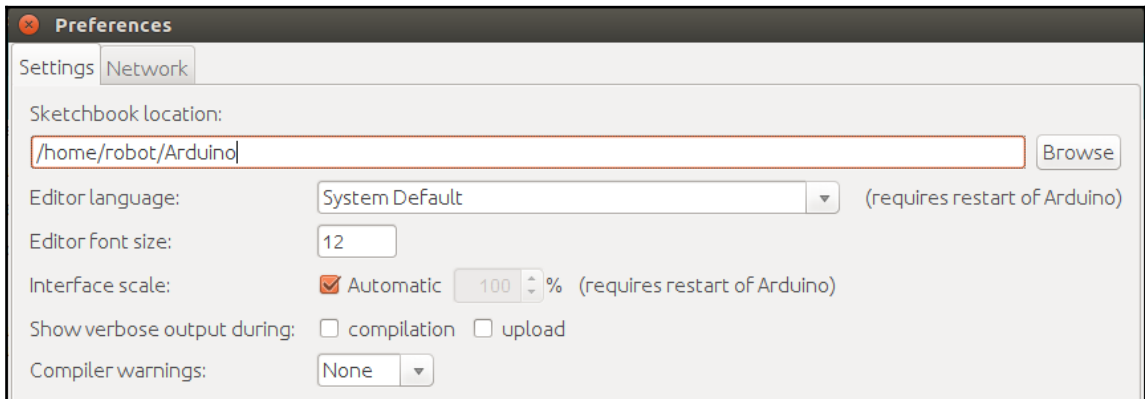 Preferences
Settings Network
Sketchbook location:
/home/robot/Arduino Browse
Editor language: System Default (requires restart of Arduino)
Editor font size: 12
Interface scale: Automatic 100 % (requires restart of Arduino)
Show verbose output during: compilation upload
Compiler warnings: None